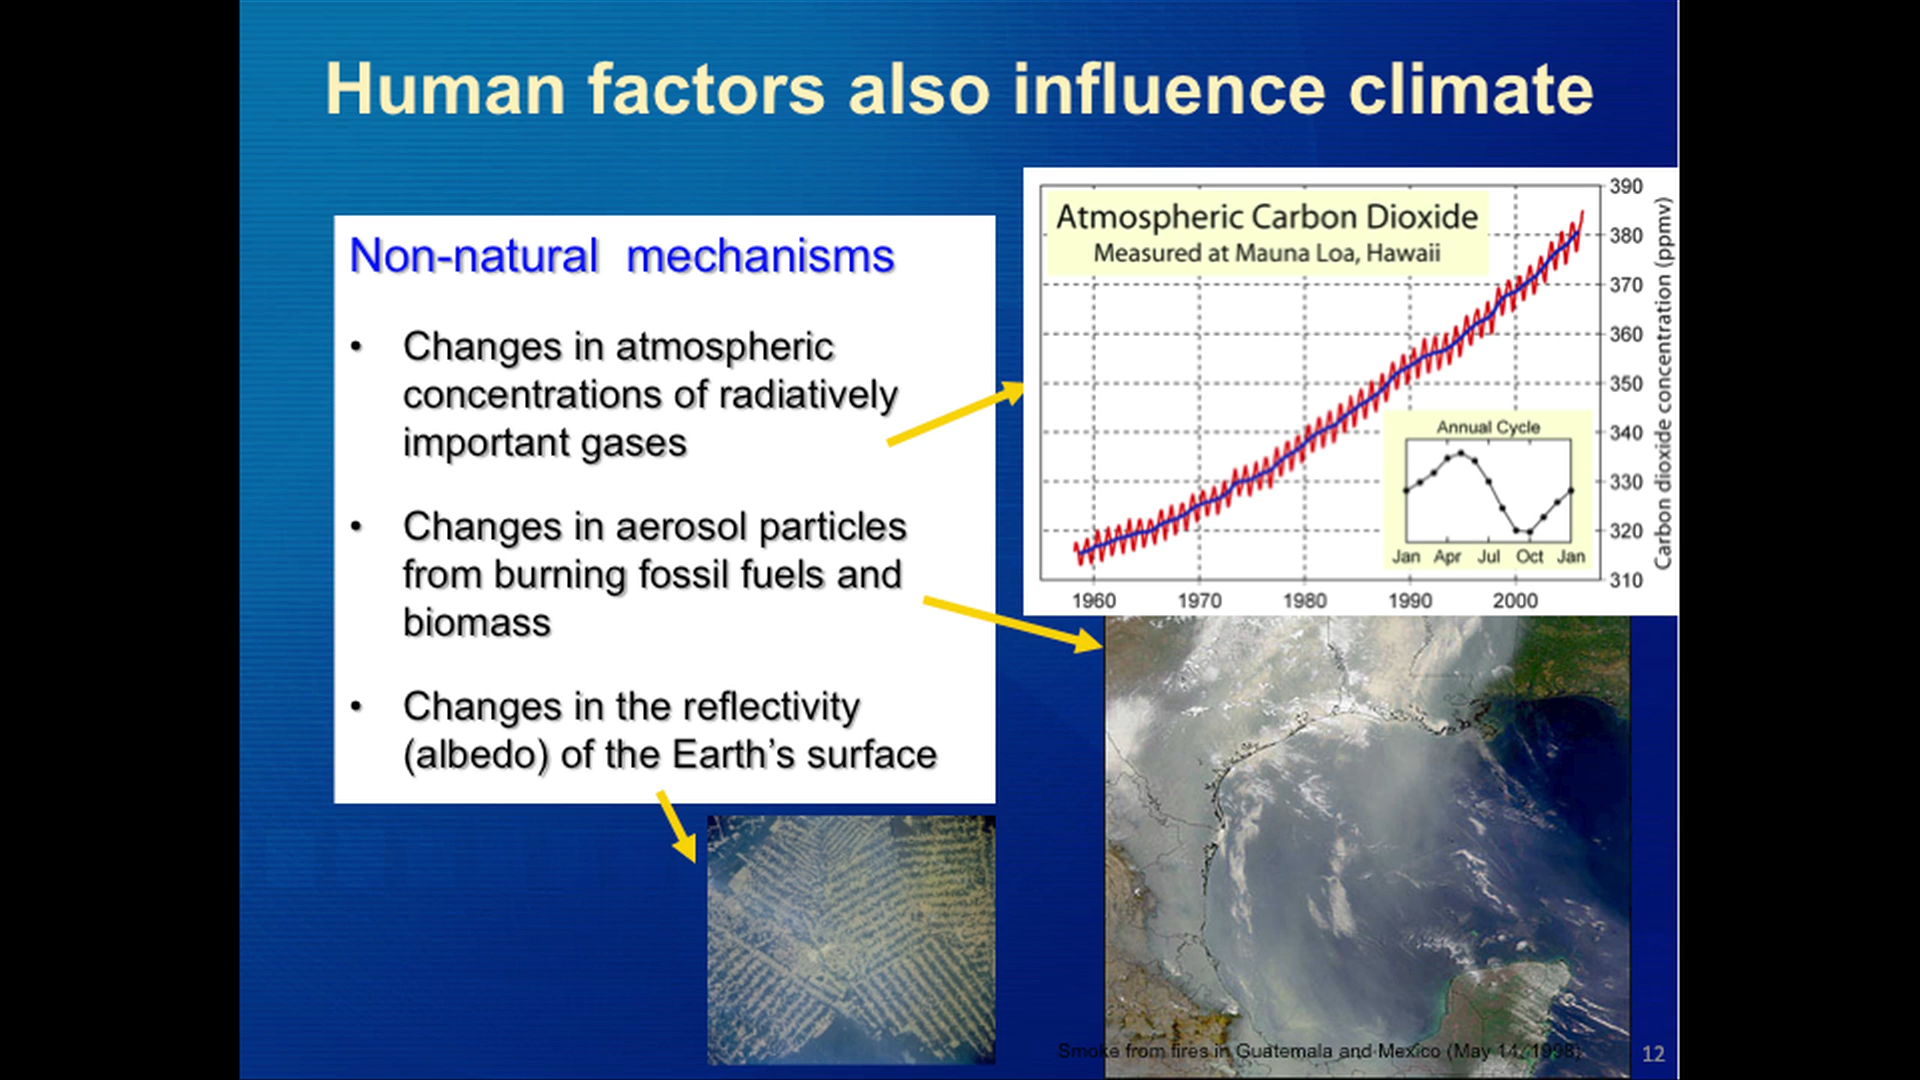 Human factors also influence climate
Non-natural mechanisms
• Changes in atmospheric
concentrations of radiatively
important gases
• Changes in aerosol particles
from burning fossil fuels and
biomass
• Changes in the reflectivity
(albedo) of the Earth’s surface
Atmospheric Carbon Dioxide
Measured at Mauna Loa, Hawaii
390
380
370
360
350
340
330
320
310
Carbon dioxide concentration (ppmv)
Annual Cycle
Jan Apr Jul Oct Jan
1960 1970 1980 1990 2000
Smoke from fires in Guatemala and Mexico (May 14, 1998)
12